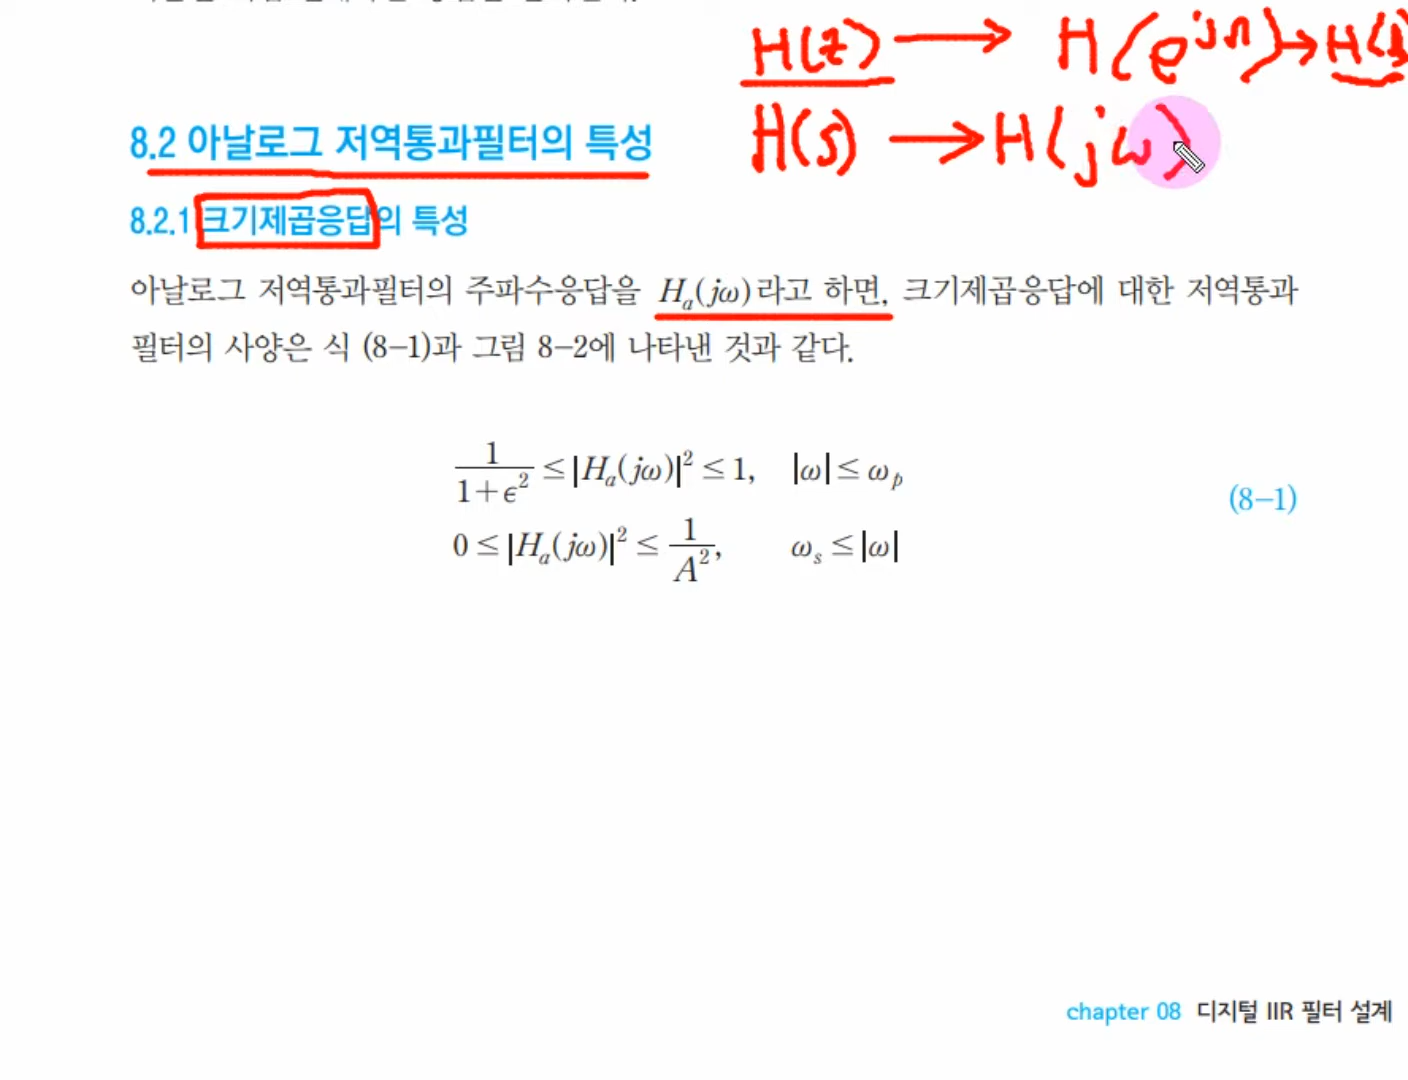 H(z) → H(e^jΩ) → H(
H(s) → H(jω)
8.2 아날로그 저역통과필터의 특성
8.2.1 크기제곱응답의 특성
아날로그 저역통과필터의 주파수응답을 Hₐ(jω)라고 하면, 크기제곱응답에 대한 저역통과
필터의 사양은 식 (8-1)과 그림 8-2에 나타낸 것과 같다.
1/(1+ϵ²) ≤ |Hₐ(jω)|² ≤ 1, |ω| ≤ ωₚ
(8-1)
0 ≤ |Hₐ(jω)|² ≤ 1/A², ωₛ ≤ |ω|
chapter 08 디지털 IIR 필터 설계